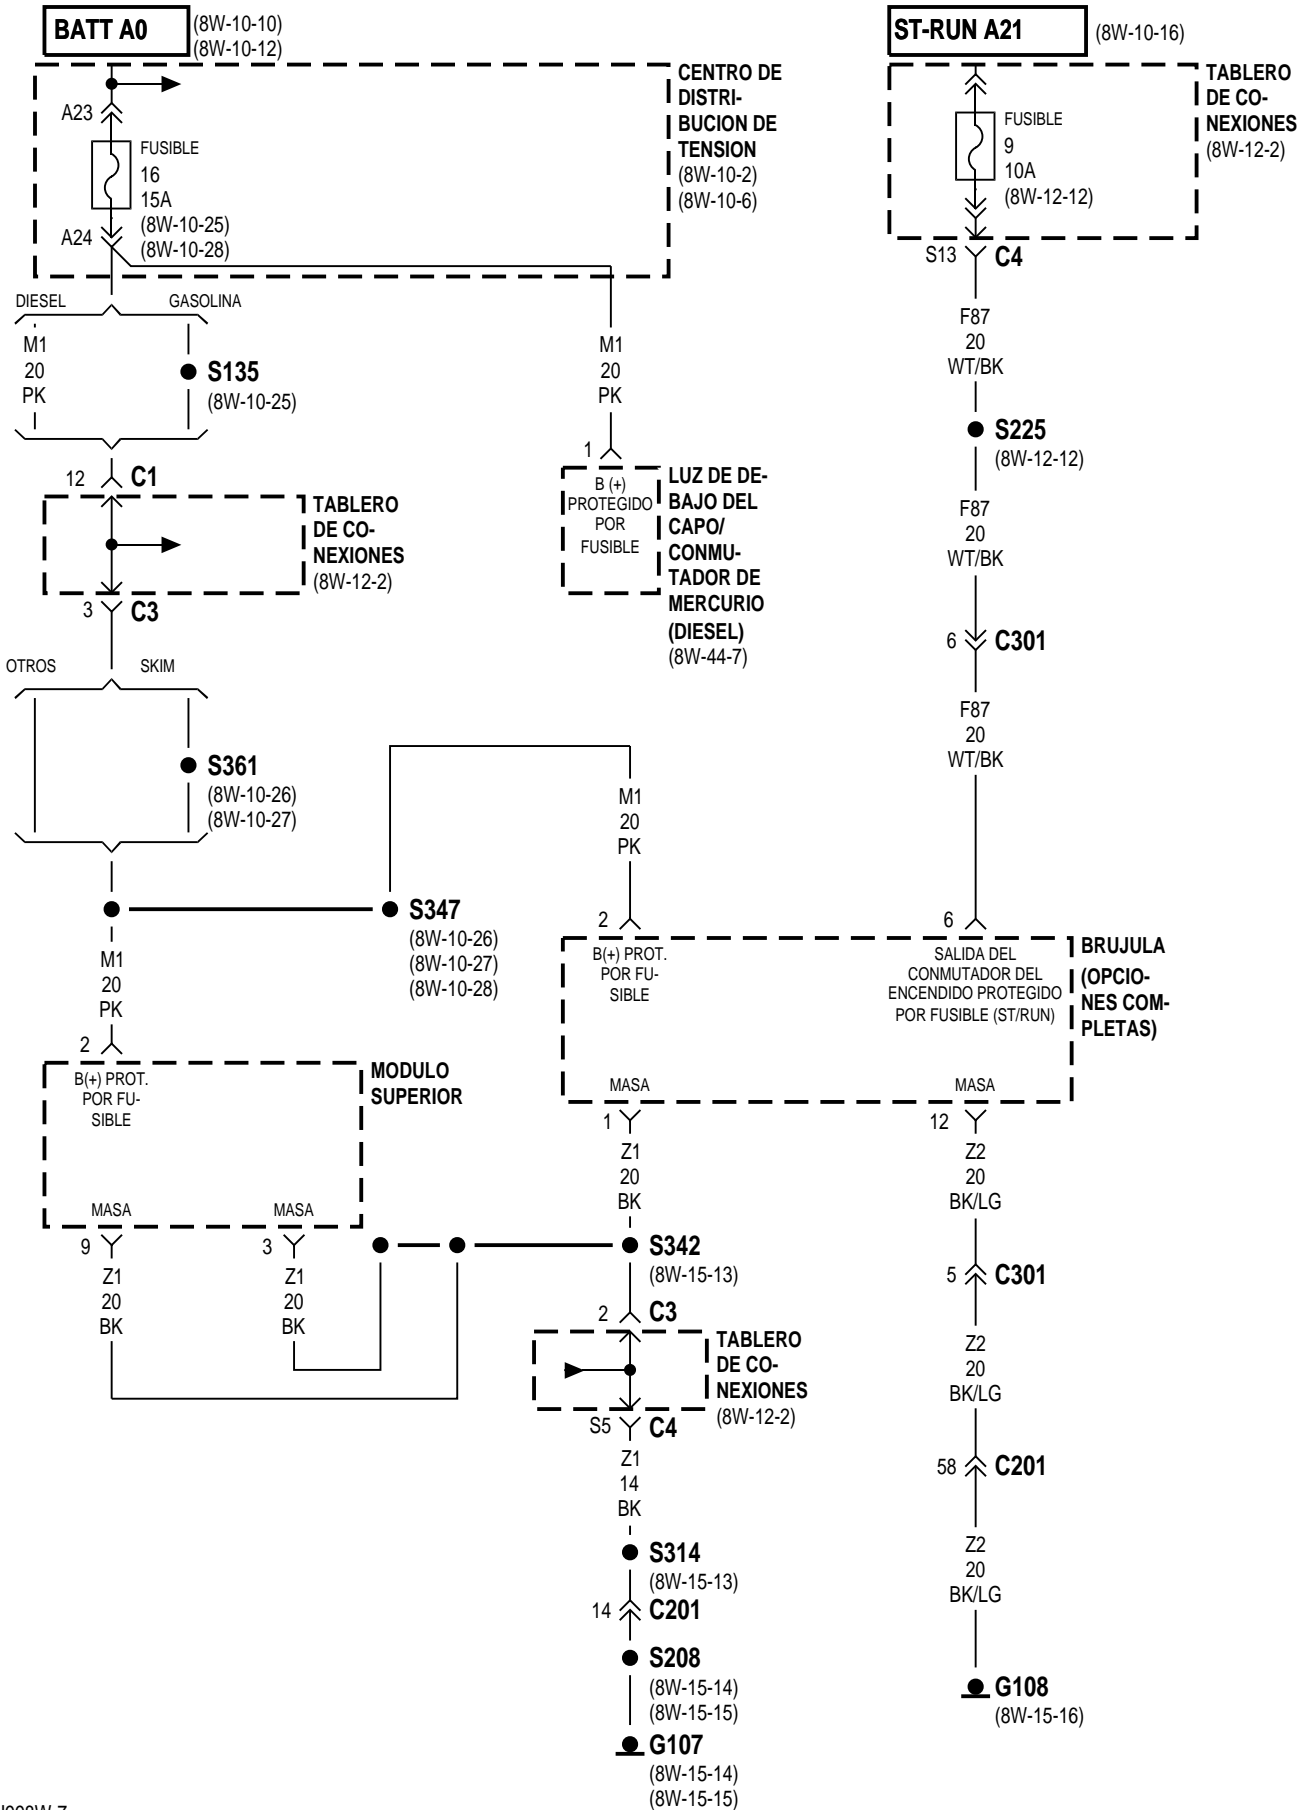 BATT A0
(8W-10-10)
(8W-10-12)
ST-RUN A21
(8W-10-16)
CENTRO DE
DISTRI-
BUCION DE
TENSION
(8W-10-2)
(8W-10-6)
A23
FUSIBLE
16
15A
(8W-10-25)
(8W-10-28)
A24
TABLERO
DE CO-
NEXIONES
(8W-12-2)
FUSIBLE
9
10A
(8W-12-12)
S13
C4
DIESEL
GASOLINA
M1
20
PK
S135
(8W-10-25)
M1
20
PK
F87
20
WT/BK
S225
(8W-12-12)
12
C1
TABLERO
DE CO-
NEXIONES
(8W-12-2)
3
C3
1
B (+)
PROTEGIDO
POR
FUSIBLE
LUZ DE DE-
BAJO DEL
CAPO/
CONMU-
TADOR DE
MERCURIO
(DIESEL)
(8W-44-7)
F87
20
WT/BK
6
C301
OTROS
SKIM
S361
(8W-10-26)
(8W-10-27)
F87
20
WT/BK
M1
20
PK
S347
(8W-10-26)
(8W-10-27)
(8W-10-28)
M1
20
PK
2
6
B(+) PROT.
POR FU-
SIBLE
SALIDA DEL
CONMUTADOR DEL
ENCENDIDO PROTEGIDO
POR FUSIBLE (ST/RUN)
BRUJULA
(OPCIO-
NES COM-
PLETAS)
MASA
MASA
2
B(+) PROT.
POR FU-
SIBLE
MODULO
SUPERIOR
MASA
MASA
1
Z1
20
BK
12
Z2
20
BK/LG
9
Z1
20
BK
3
Z1
20
BK
S342
(8W-15-13)
5
C301
2
C3
TABLERO
DE CO-
NEXIONES
(8W-12-2)
S5
C4
Z2
20
BK/LG
Z1
14
BK
58
C201
S314
(8W-15-13)
14
C201
Z2
20
BK/LG
S208
(8W-15-14)
(8W-15-15)
G108
(8W-15-16)
G107
(8W-15-14)
(8W-15-15)